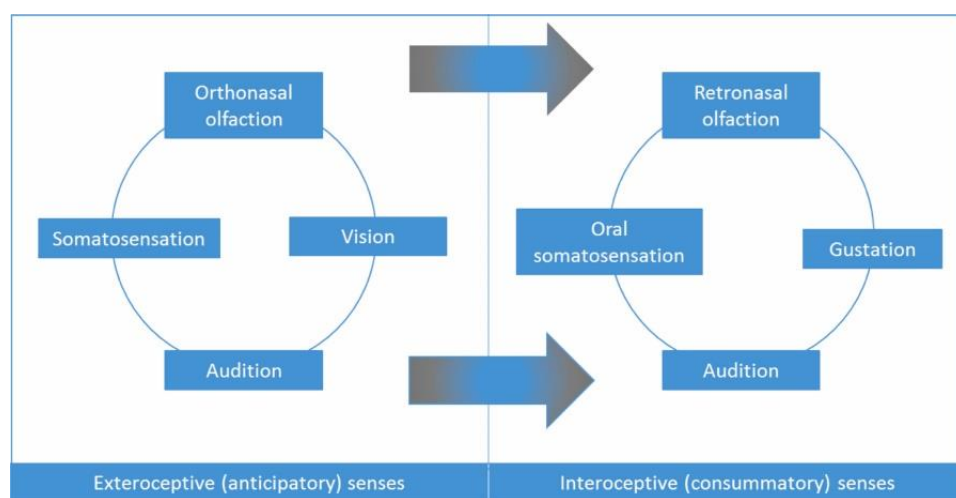 Orthonasal
olfaction
Somatosensation
Vision
Audition
Exteroceptive (anticipatory) senses
Retronasal
olfaction
Oral
somatosensation
Gustation
Audition
Interoceptive (consummatory) senses